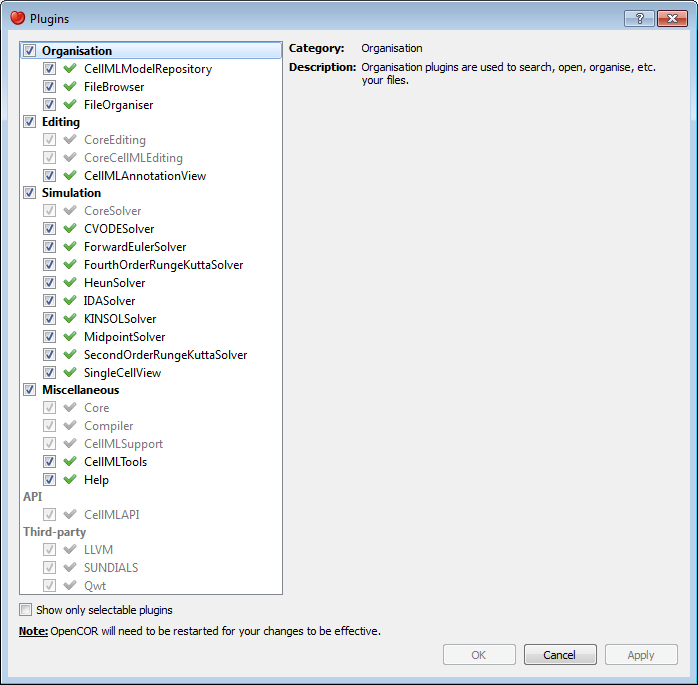 Plugins
Organisation
CellMLModelRepository
FileBrowser
FileOrganiser
Editing
CoreEditing
CoreCellMLEditing
CellMLAnnotationView
Simulation
CoreSolver
CVODESolver
ForwardEulerSolver
FourthOrderRungeKuttaSolver
HeunSolver
IDASolver
KINSOLSolver
MidpointSolver
SecondOrderRungeKuttaSolver
SingleCellView
Miscellaneous
Core
Compiler
CellMLSupport
CellMLTools
Help
API
CellMLAPI
Third-party
LLVM
SUNDIALS
Qwt
Category: Organisation
Description: Organisation plugins are used to search, open, organise, etc.
your files.
Show only selectable plugins
Note: OpenCOR will need to be restarted for your changes to be effective.
OK Cancel Apply